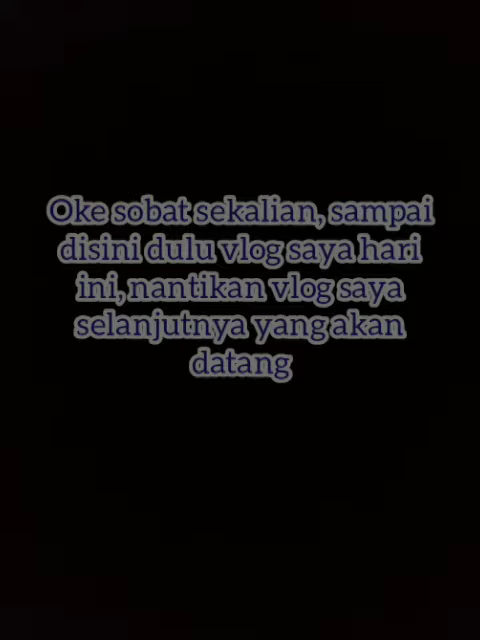 Oke sobat sekalian, sampai
disini dulu vlog saya hari
ini, nantikan vlog saya
selanjutnya yang akan
datang